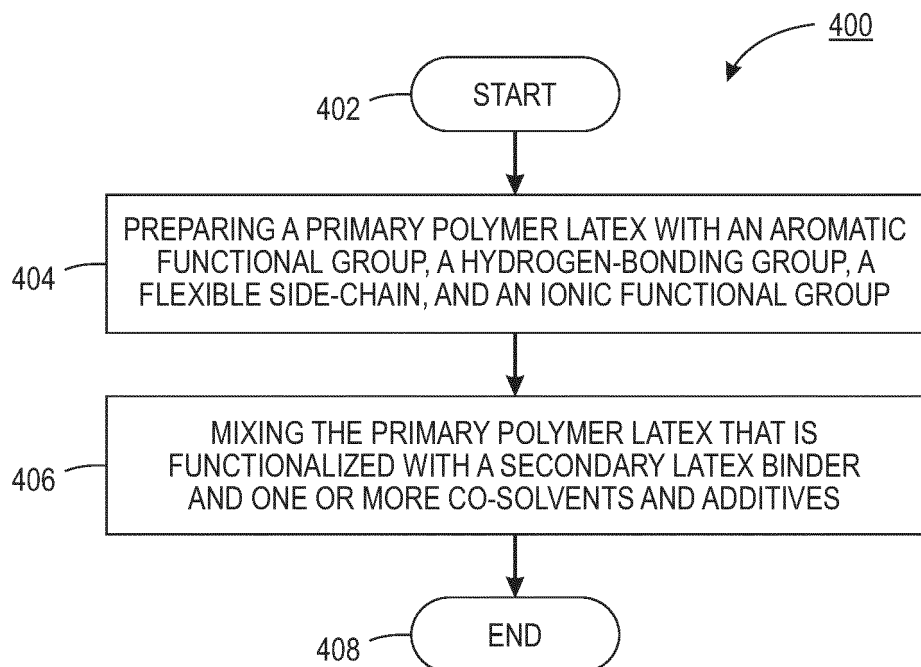 400
402
START
404
PREPARING A PRIMARY POLYMER LATEX WITH AN AROMATIC
FUNCTIONAL GROUP, A HYDROGEN-BONDING GROUP, A
FLEXIBLE SIDE-CHAIN, AND AN IONIC FUNCTIONAL GROUP
406
MIXING THE PRIMARY POLYMER LATEX THAT IS
FUNCTIONALIZED WITH A SECONDARY LATEX BINDER
AND ONE OR MORE CO-SOLVENTS AND ADDITIVES
408
END